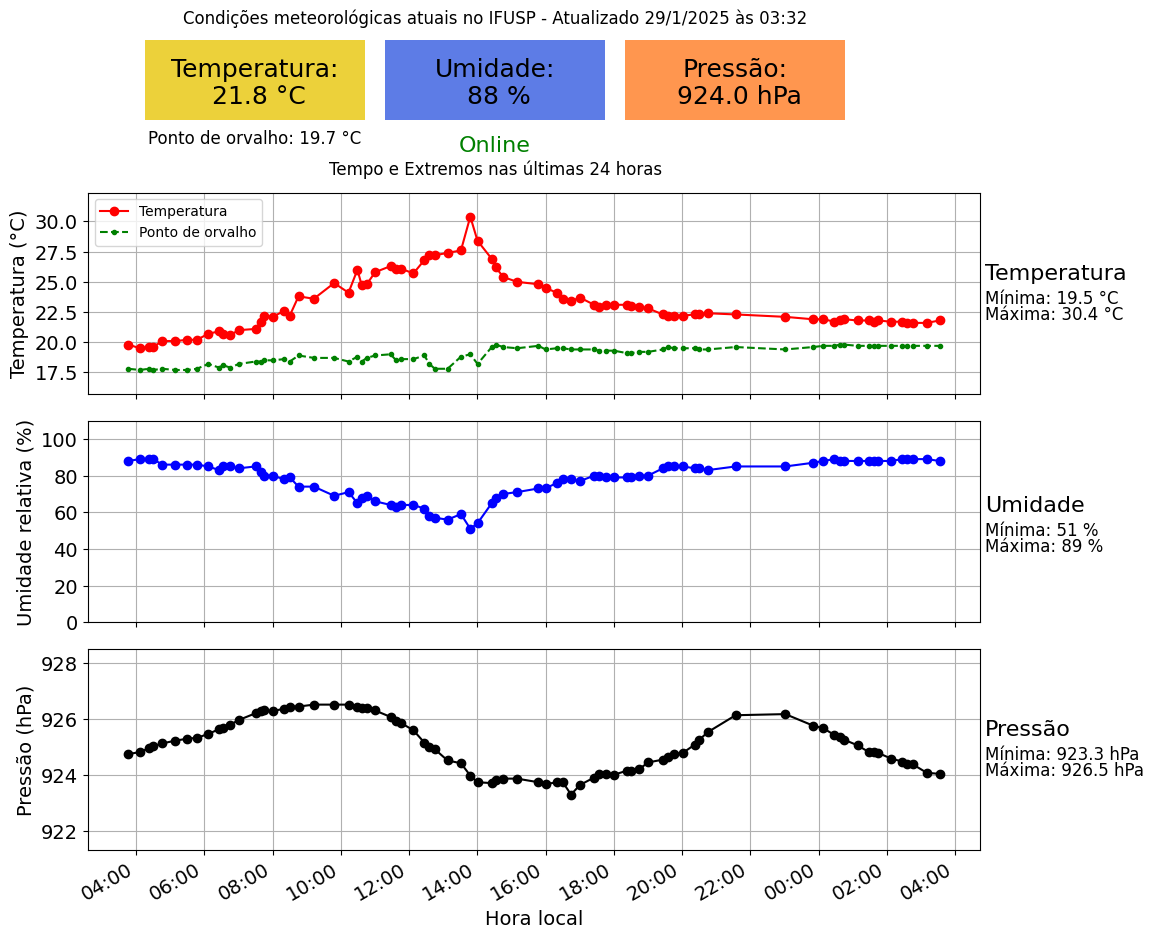 Condições meteorológicas atuais no IFUSP - Atualizado 29/1/2025 às 03:32
Temperatura:
21.8 °C
Umidade:
88 %
Pressão:
924.0 hPa
Ponto de orvalho: 19.7 °C
Online
Tempo e Extremos nas últimas 24 horas
Temperatura (°C)
30.0
27.5
25.0
22.5
20.0
17.5
Temperatura
Ponto de orvalho
Temperatura
Mínima: 19.5 °C
Máxima: 30.4 °C
Umidade relativa (%)
100
80
60
40
20
0
Umidade
Mínima: 51 %
Máxima: 89 %
Pressão (hPa)
928
926
924
922
Pressão
Mínima: 923.3 hPa
Máxima: 926.5 hPa
04:00
06:00
08:00
10:00
12:00
14:00
16:00
18:00
20:00
22:00
00:00
02:00
04:00
Hora local